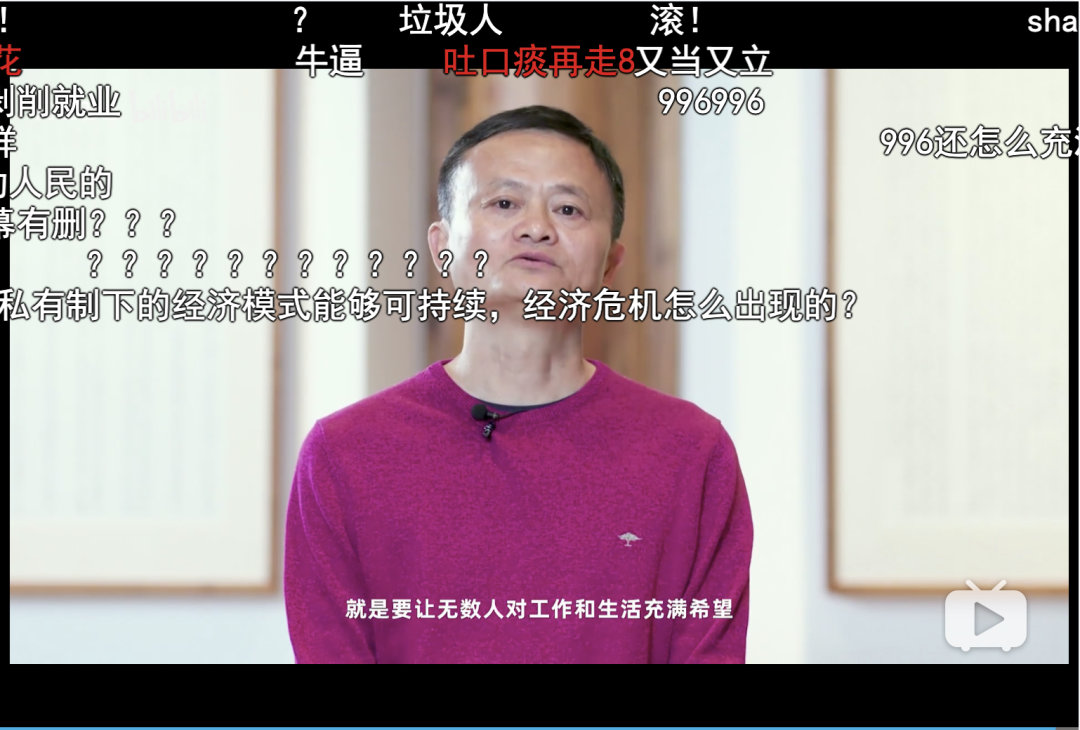 ！ ？ 垃圾人 滚！ sha
花 牛逼 吐口痰再走8 又当又立
剥削就业 996996
样 996还怎么充
人民的
幕有删？？？
？？？？？？？？？？？？
私有制下的经济模式能够可持续，经济危机怎么出现的？
就是要让无数人对工作和生活充满希望